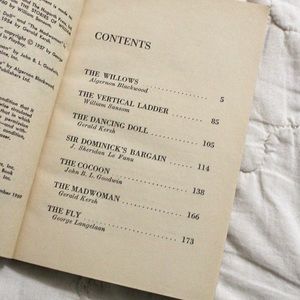 CONTENTS
THE WILLOWS
Algernon Blackwood 5
THE VERTICAL LADDER
William Sansom 85
THE DANCING DOLL
Gerald Kersh 105
SIR DOMINICK'S BARGAIN
J. Sheridan Le Fanu 114
THE COCOON
John B. L. Goodwin 138
THE MADWOMAN
Gerald Kersh 166
THE FLY
George Langelaan 173